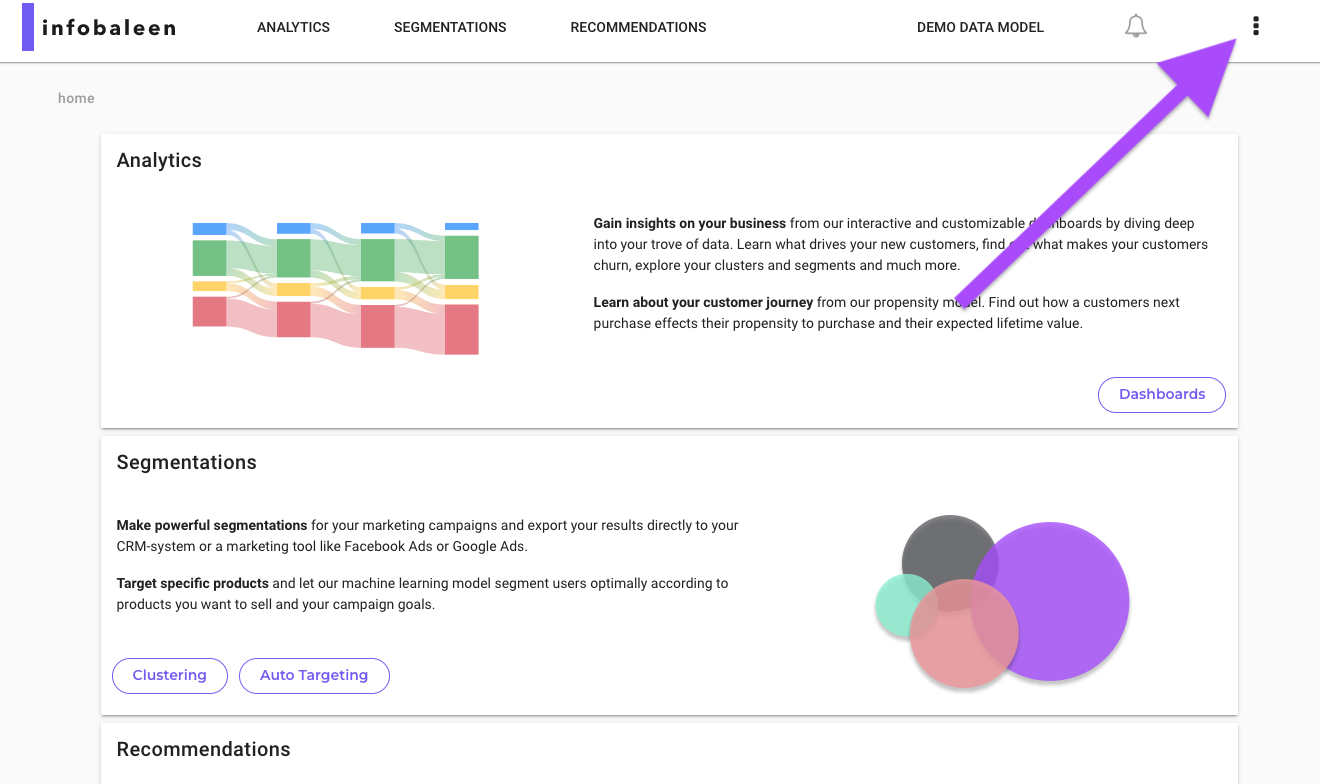 infobaleen
ANALYTICS
SEGMENTATIONS
RECOMMENDATIONS
DEMO DATA MODEL
home
Analytics
Gain insights on your business from our interactive and customizable d  hboards by diving deep
into your trove of data. Learn what drives your new customers, find what makes your customers
churn, explore your clusters and segments and much more.
Learn about your customer journey from our propensity model. Find out how a customers next
purchase effects their propensity to purchase and their expected lifetime value.
Dashboards
Segmentations
Make powerful segmentations for your marketing campaigns and export your results directly to your
CRM-system or a marketing tool like Facebook Ads or Google Ads.
Target specific products and let our machine learning model segment users optimally according to
products you want to sell and your campaign goals.
Clustering
Auto Targeting
Recommendations